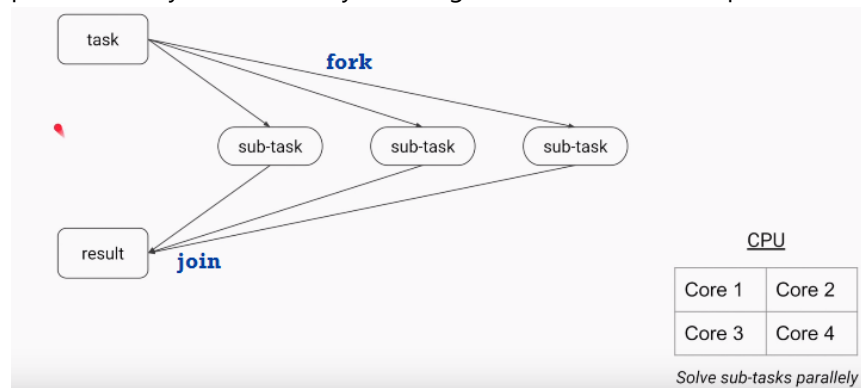 task
fork
sub-task
sub-task
sub-task
result
join
CPU
Core 1
Core 2
Core 3
Core 4
Solve sub-tasks parallely